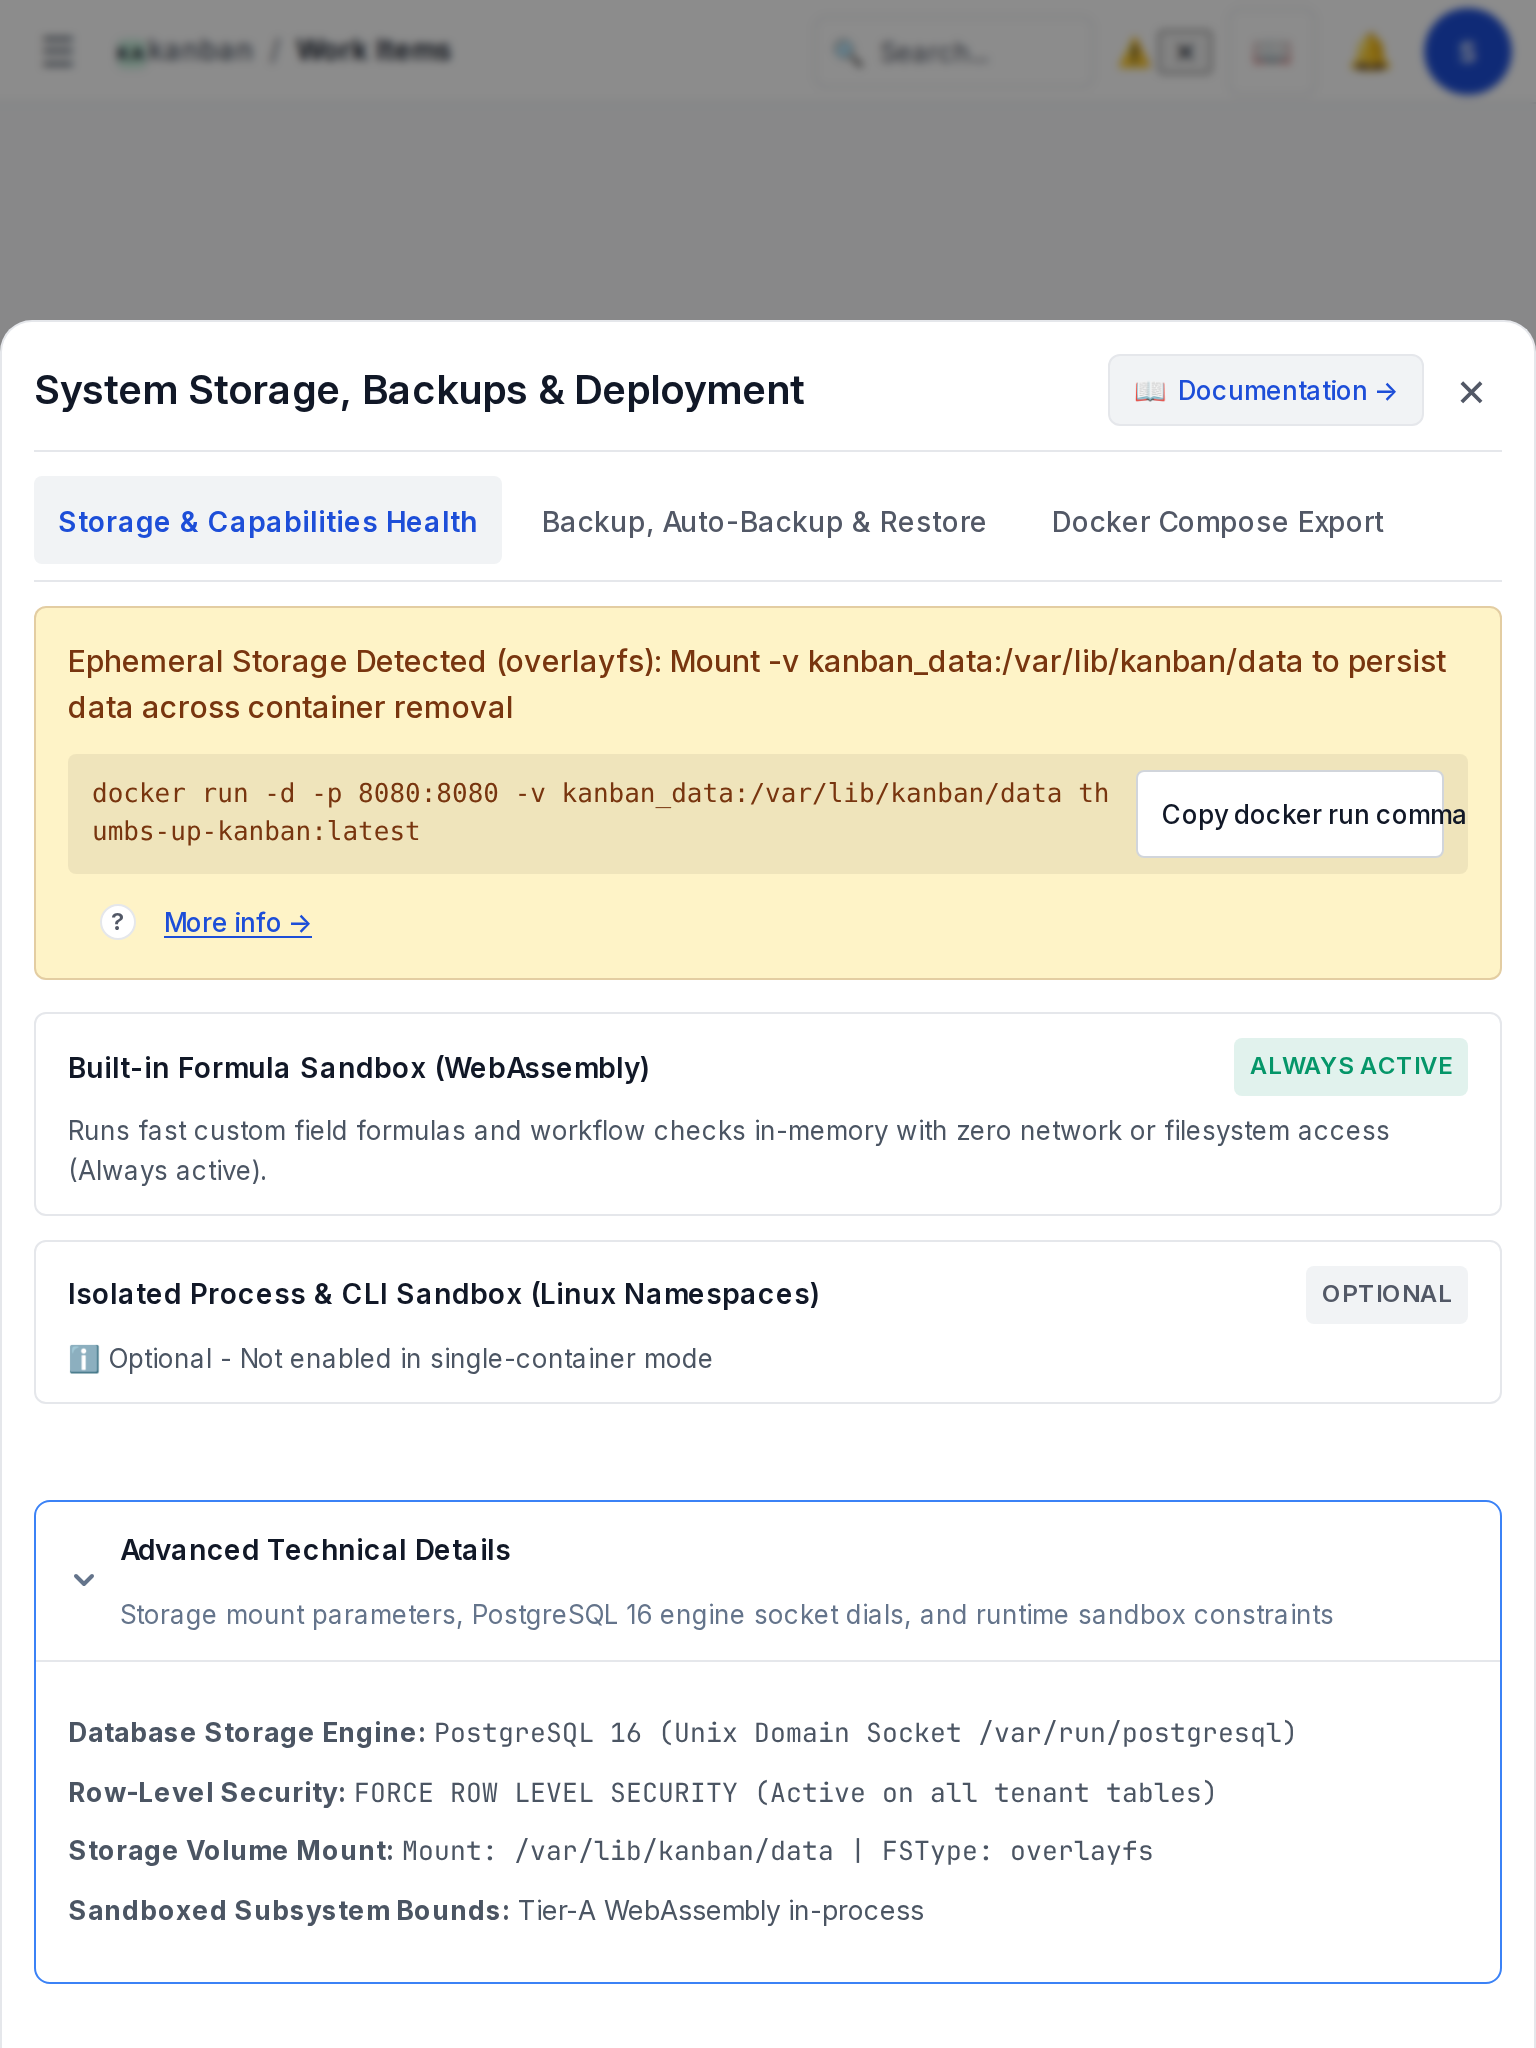 kanban / Work Items
Search...
S
System Storage, Backups & Deployment
Documentation →
Storage & Capabilities Health
Backup, Auto-Backup & Restore
Docker Compose Export
Ephemeral Storage Detected (overlayfs): Mount -v kanban_data:/var/lib/kanban/data to persist
data across container removal
docker run -d -p 8080:8080 -v kanban_data:/var/lib/kanban/data th
umbs-up-kanban:latest
Copy docker run comma
? More info →
Built-in Formula Sandbox (WebAssembly)
ALWAYS ACTIVE
Runs fast custom field formulas and workflow checks in-memory with zero network or filesystem access
(Always active).
Isolated Process & CLI Sandbox (Linux Namespaces)
OPTIONAL
ℹ️ Optional - Not enabled in single-container mode
Advanced Technical Details
Storage mount parameters, PostgreSQL 16 engine socket dials, and runtime sandbox constraints
Database Storage Engine: PostgreSQL 16 (Unix Domain Socket /var/run/postgresql)
Row-Level Security: FORCE ROW LEVEL SECURITY (Active on all tenant tables)
Storage Volume Mount: Mount: /var/lib/kanban/data | FSType: overlayfs
Sandboxed Subsystem Bounds: Tier-A WebAssembly in-process